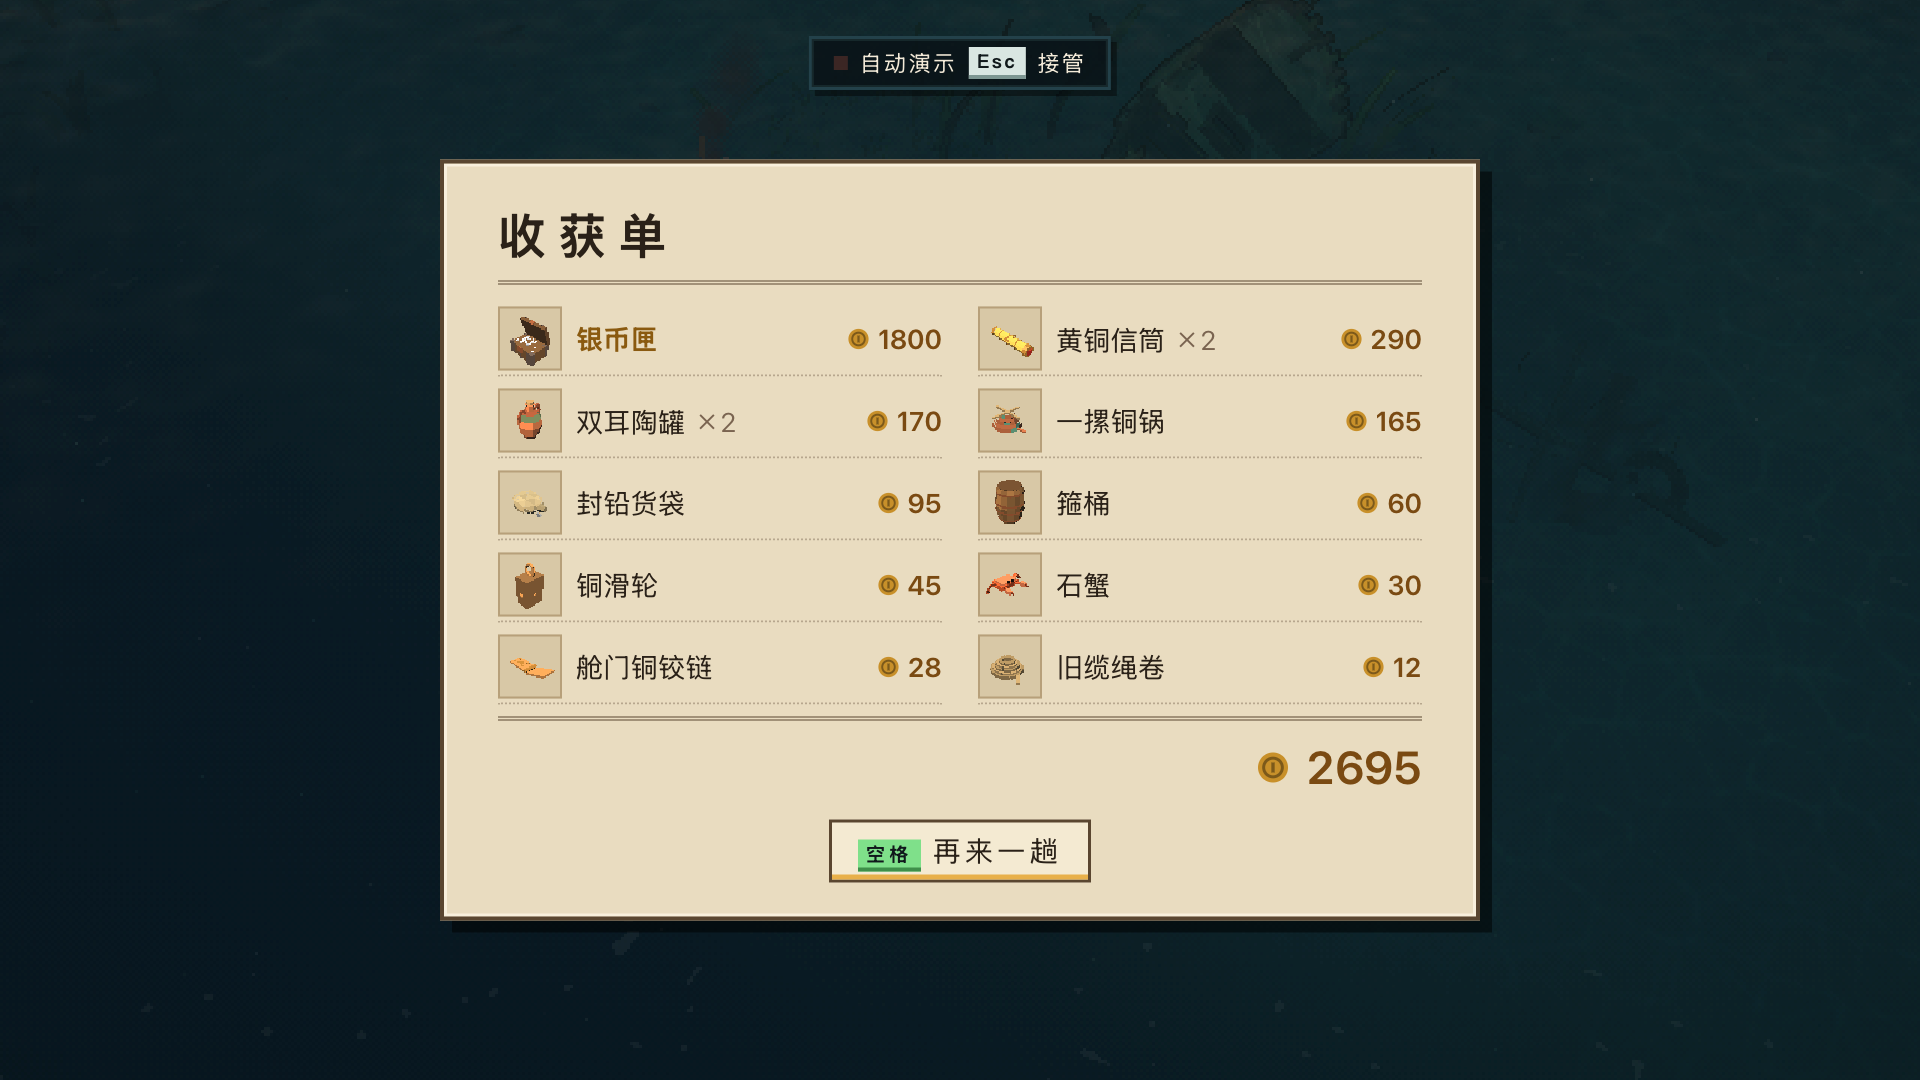 自动演示 Esc 接管
收获单
银币匣 1800
黄铜信筒 ×2 290
双耳陶罐 ×2 170
一摞铜锅 165
封铅货袋 95
箍桶 60
铜滑轮 45
石蟹 30
舱门铜铰链 28
旧缆绳卷 12
2695
空格 再来一趟